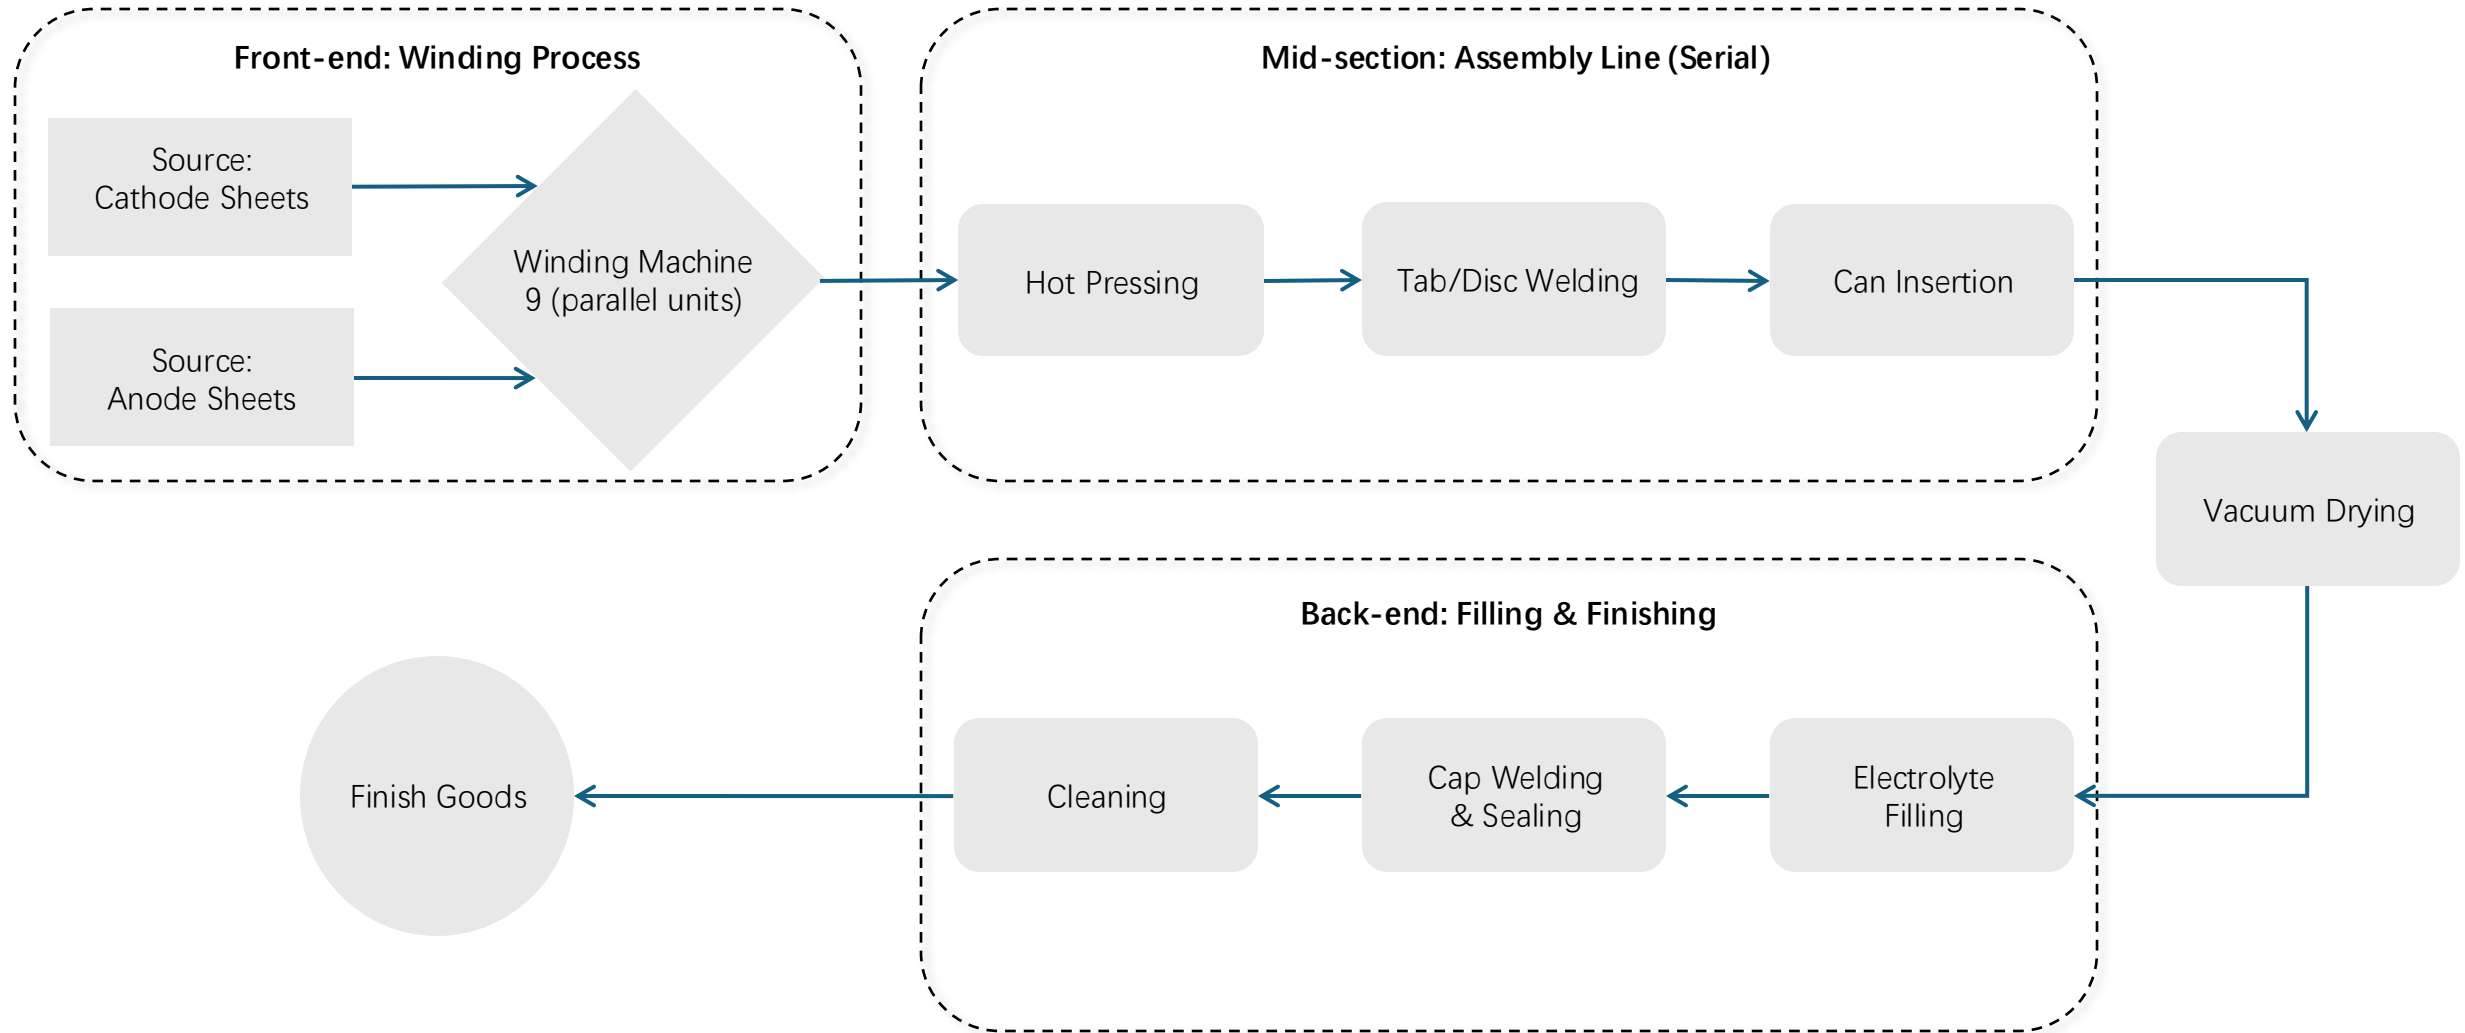 Front-end: Winding Process
Source:
Cathode Sheets
Source:
Anode Sheets
Winding Machine
9 (parallel units)
Mid-section: Assembly Line (Serial)
Hot Pressing
Tab/Disc Welding
Can Insertion
Vacuum Drying
Back-end: Filling & Finishing
Electrolyte
Filling
Cap Welding
& Sealing
Cleaning
Finish Goods